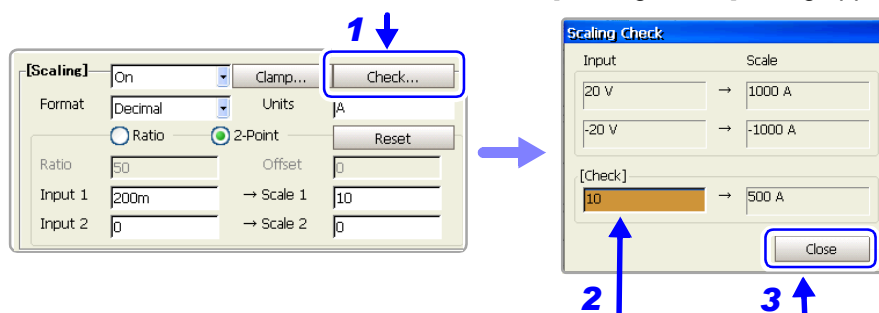 1
[Scaling] On Clamp... Check...
Format Decimal Units A
Ratio 2-Point Reset
Ratio 50 Offset 0
Input 1 200m → Scale 1 10
Input 2 0 → Scale 2 0
Scaling Check
Input Scale
20 V → 1000 A
-20 V → -1000 A
[Check]
10 → 500 A
Close
2 3